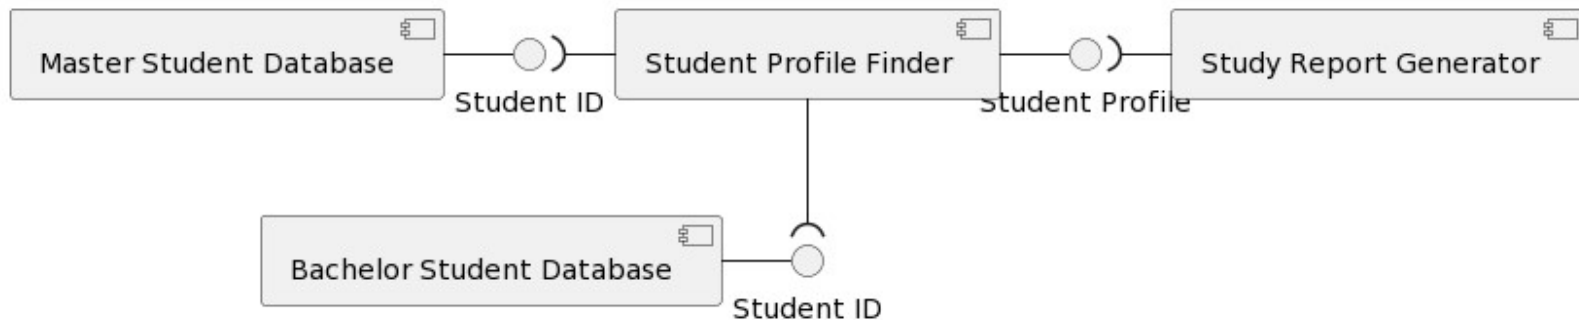 Master Student Database
Student ID
Student Profile Finder
Student Profile
Study Report Generator
Bachelor Student Database
Student ID